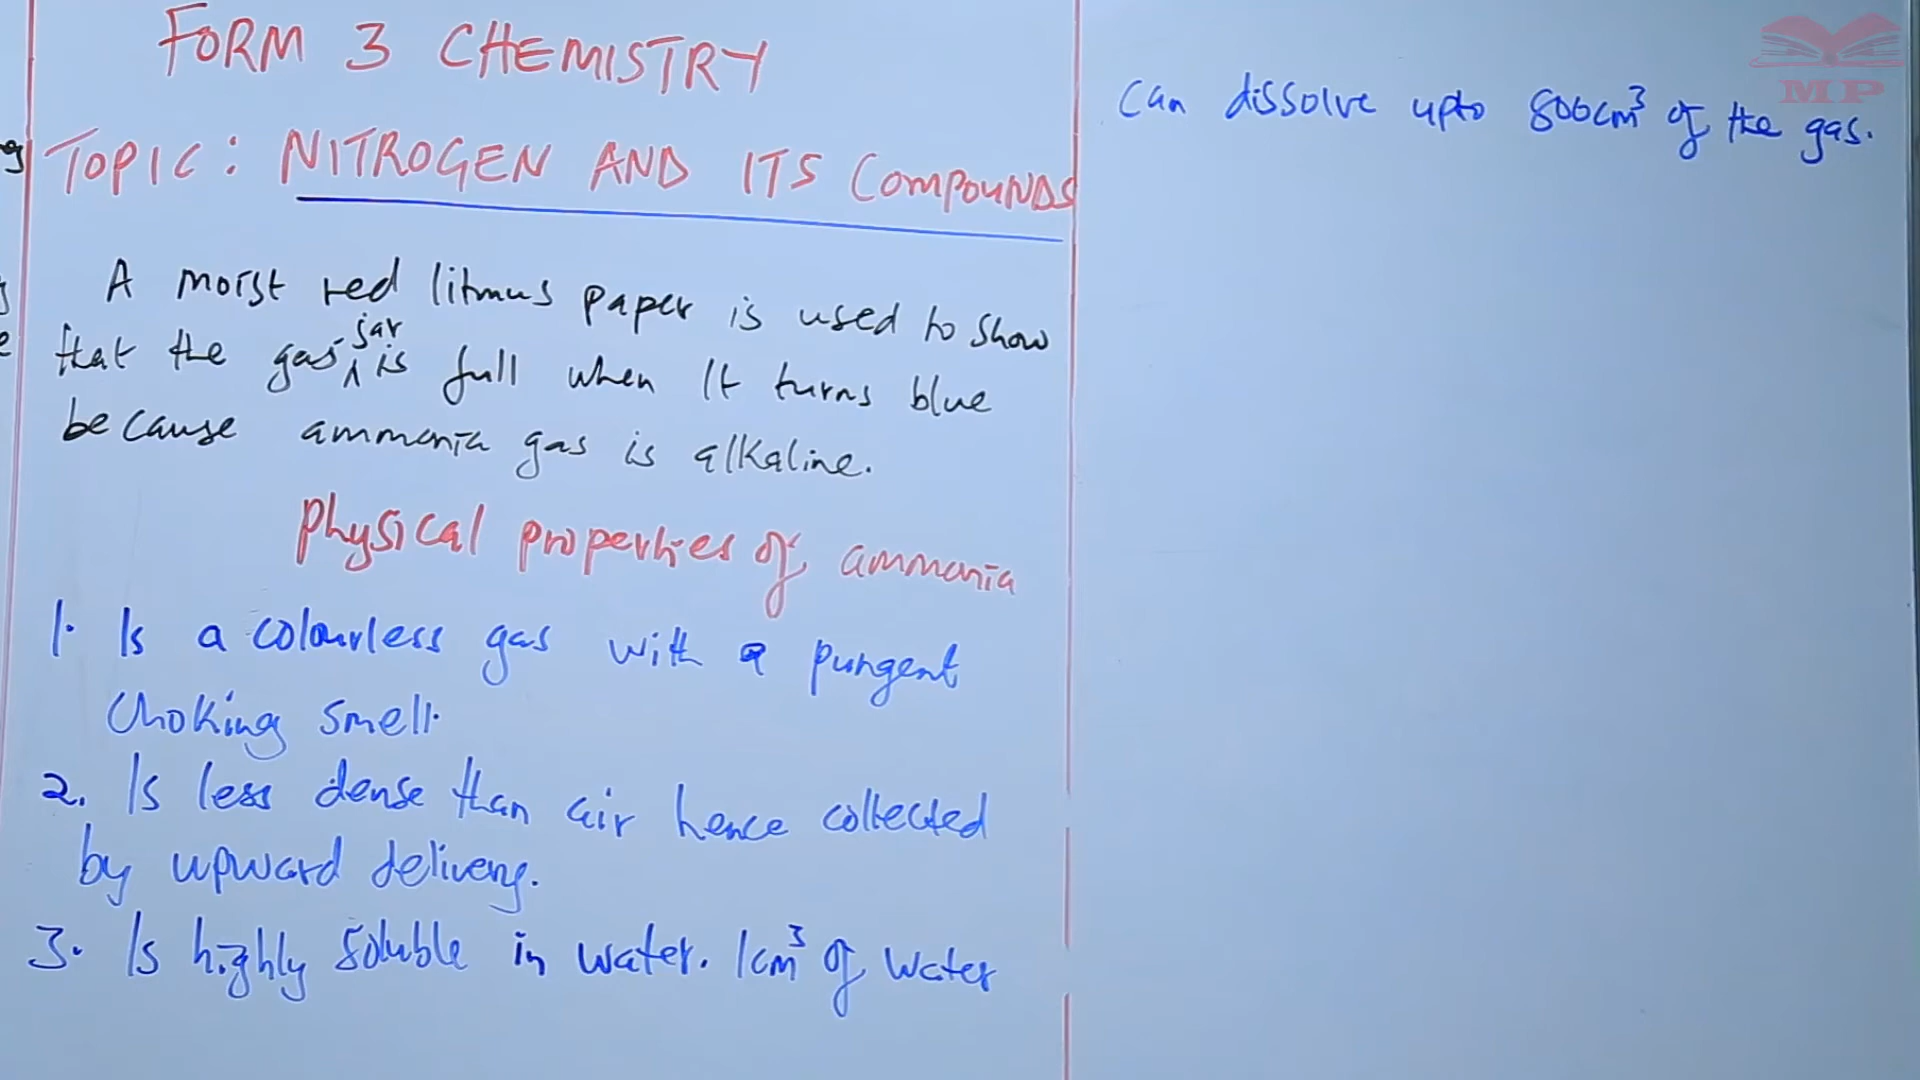 FORM 3 CHEMISTRY
TOPIC: NITROGEN AND ITS COMPOUNDS
A moist red litmus paper is used to show
that the gas-jar is full when it turns blue
because ammonia gas is alkaline.
Physical properties of ammonia
1. Is a colourless gas with a pungent
choking smell.
2. Is less dense than air hence collected
by upward delivery.
3. Is highly soluble in water. 1cm³ of water
can dissolve upto 800cm³ of the gas.
MP